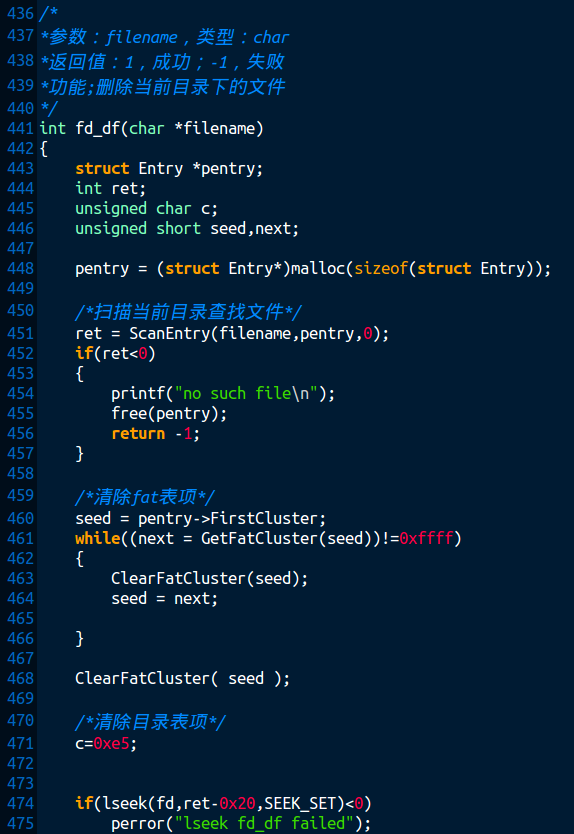 436 /*
437 *参数：filename，类型：char
438 *返回值：1，成功；-1，失败
439 *功能;删除当前目录下的文件
440 */
441 int fd_df(char *filename)
442 {
443     struct Entry *pentry;
444     int ret;
445     unsigned char c;
446     unsigned short seed,next;
447
448     pentry = (struct Entry*)malloc(sizeof(struct Entry));
449
450     /*扫描当前目录查找文件*/
451     ret = ScanEntry(filename,pentry,0);
452     if(ret<0)
453     {
454         printf("no such file\n");
455         free(pentry);
456         return -1;
457     }
458
459     /*清除fat表项*/
460     seed = pentry->FirstCluster;
461     while((next = GetFatCluster(seed))!=0xffff)
462     {
463         ClearFatCluster(seed);
464         seed = next;
465
466     }
467
468     ClearFatCluster( seed );
469
470     /*清除目录表项*/
471     c=0xe5;
472
473
474     if(lseek(fd,ret-0x20,SEEK_SET)<0)
475         perror("lseek fd_df failed");